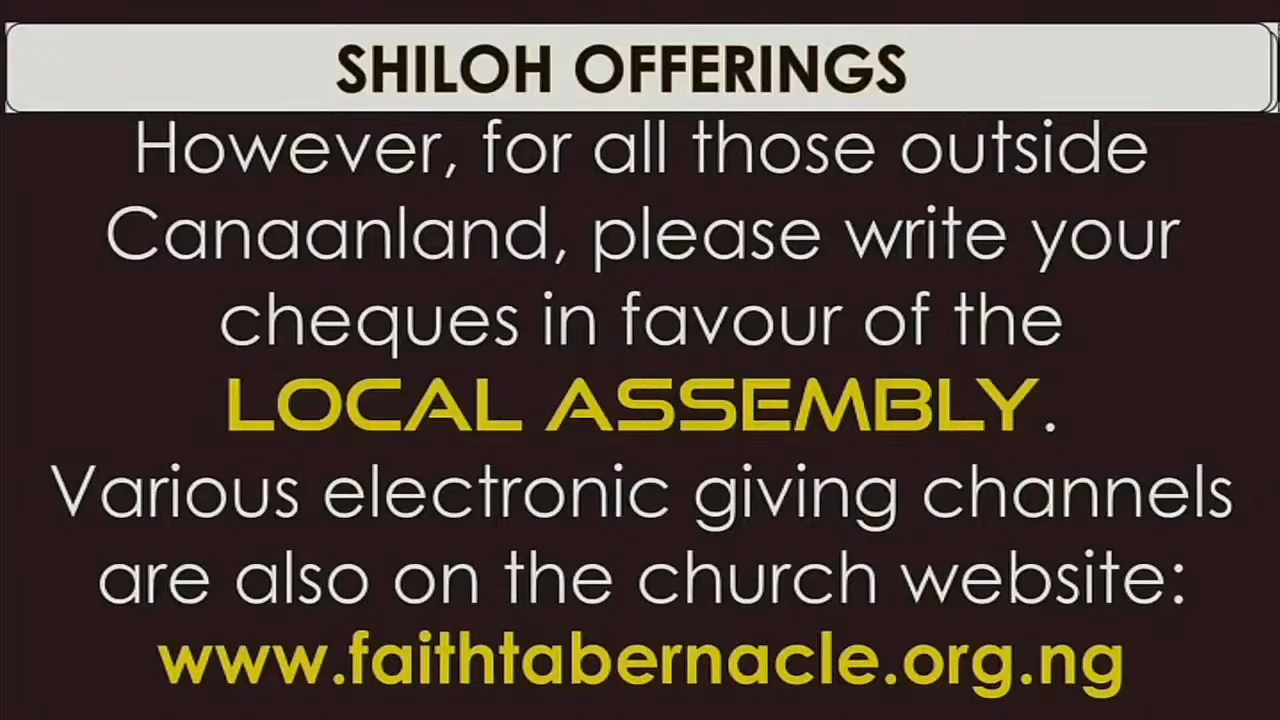 SHILOH OFFERINGS
However, for all those outside
Canaanland, please write your
cheques in favour of the
LOCAL ASSEMBLY.
Various electronic giving channels
are also on the church website:
www.faithtabernacle.org.ng